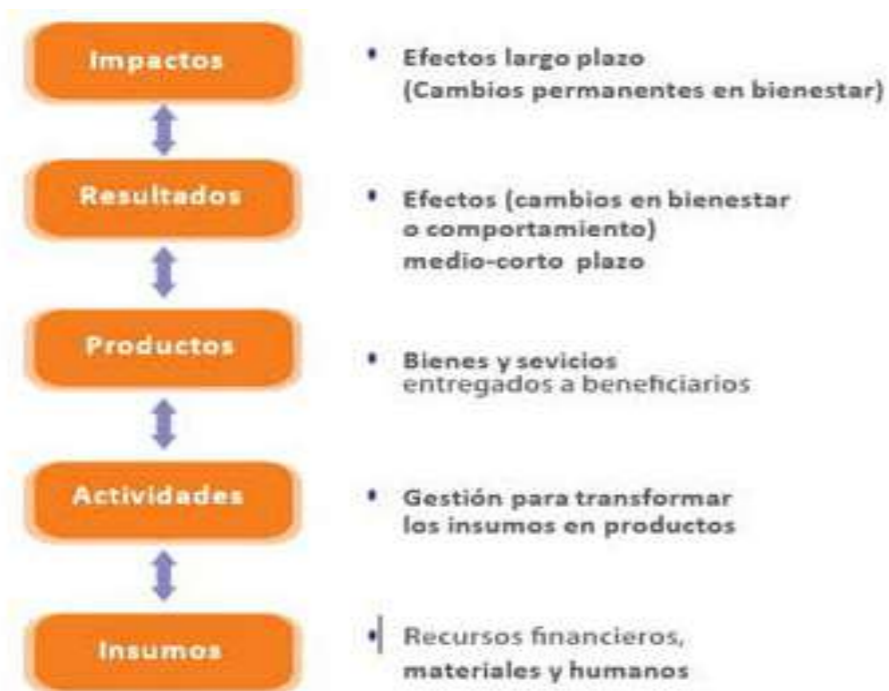 Impactos
• Efectos largo plazo
(Cambios permanentes en bienestar)
Resultados
• Efectos (cambios en bienestar
o comportamiento)
medio-corto plazo
Productos
• Bienes y sevicios
entregados a beneficiarios
Actividades
• Gestión para transformar
los insumos en productos
Insumos
• Recursos financieros,
materiales y humanos